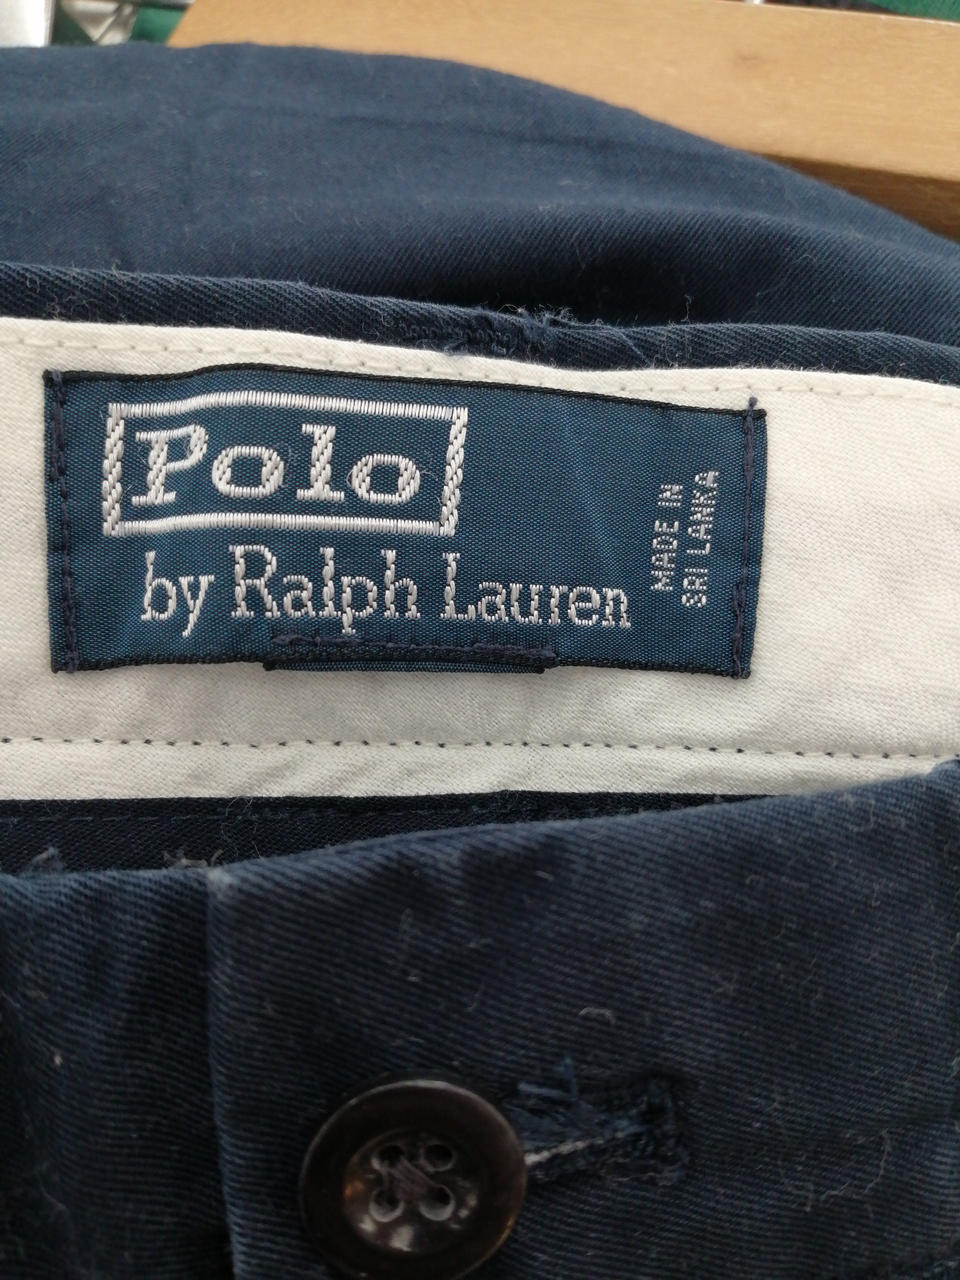 Polo
by Ralph Lauren
MADE IN
SRI LANKA